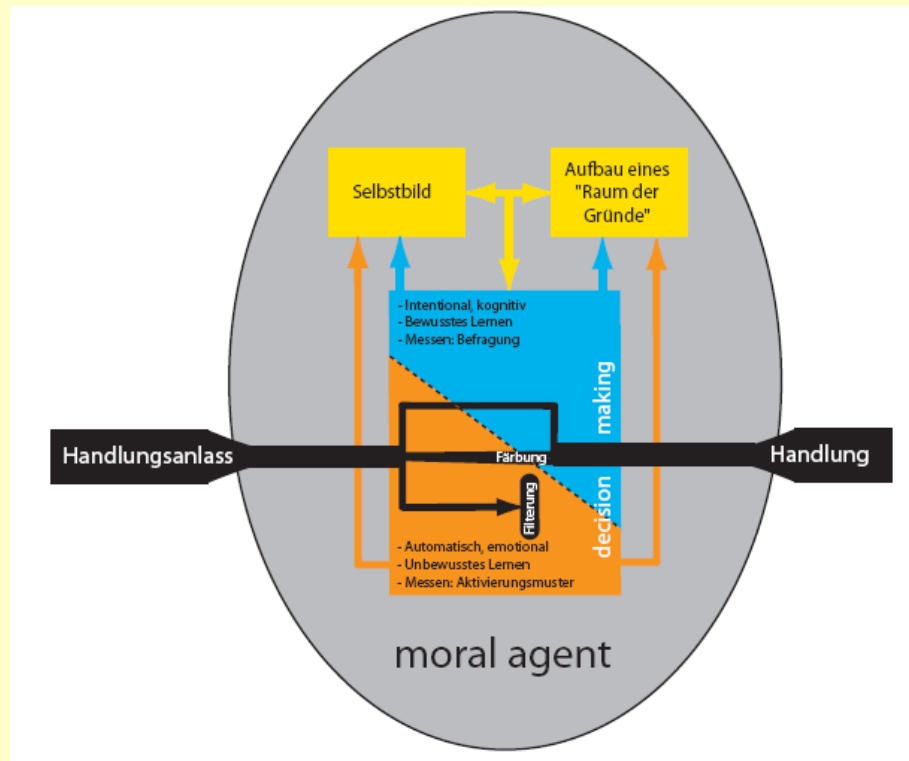 Selbstbild
Aufbau eines
"Raum der
Gründe"
- Intentional, kognitiv
- Bewusstes Lernen
- Messen: Befragung
decision making
Handlungsanlass
Färbung
Handlung
Filterung
- Automatisch, emotional
- Unbewusstes Lernen
- Messen: Aktivierungsmuster
moral agent